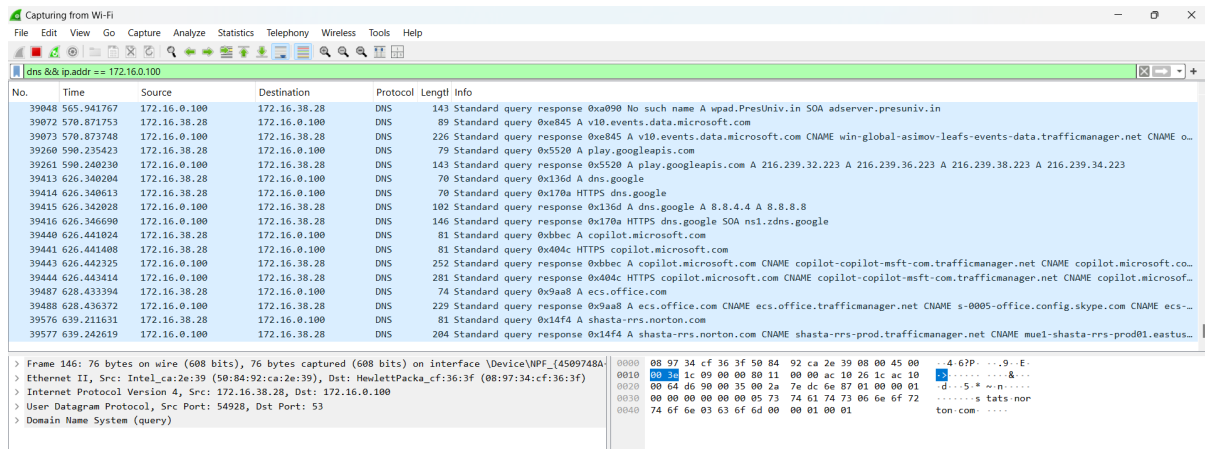 Capturing from Wi-Fi
File Edit View Go Capture Analyze Statistics Telephony Wireless Tools Help
dns && ip.addr == 172.16.0.100
No. Time Source Destination Protocol Length Info
39048 565.941767 172.16.0.100 172.16.38.28 DNS 143 Standard query response 0xa090 No such name A wpad.PresUniv.in SOA adserver.presuniv.in
39072 570.871753 172.16.38.28 172.16.0.100 DNS 89 Standard query 0xe845 A v10.events.data.microsoft.com
39073 570.873748 172.16.0.100 172.16.38.28 DNS 226 Standard query response 0xe845 A v10.events.data.microsoft.com CNAME win-global-asimov-leafs-events-data.trafficmanager.net CNAME o…
39260 590.235423 172.16.38.28 172.16.0.100 DNS 79 Standard query 0x5520 A play.googleapis.com
39261 590.240230 172.16.0.100 172.16.38.28 DNS 143 Standard query response 0x5520 A play.googleapis.com A 216.239.32.223 A 216.239.36.223 A 216.239.38.223 A 216.239.34.223
39413 626.340204 172.16.38.28 172.16.0.100 DNS 70 Standard query 0x136d A dns.google
39414 626.340613 172.16.38.28 172.16.0.100 DNS 70 Standard query 0x170a HTTPS dns.google
39415 626.342028 172.16.0.100 172.16.38.28 DNS 102 Standard query response 0x136d A dns.google A 8.8.4.4 A 8.8.8.8
39416 626.346690 172.16.0.100 172.16.38.28 DNS 146 Standard query response 0x170a HTTPS dns.google SOA ns1.zdns.google
39440 626.441024 172.16.38.28 172.16.0.100 DNS 81 Standard query 0xbbec A copilot.microsoft.com
39441 626.441408 172.16.38.28 172.16.0.100 DNS 81 Standard query 0x404c HTTPS copilot.microsoft.com
39443 626.442325 172.16.0.100 172.16.38.28 DNS 252 Standard query response 0xbbec A copilot.microsoft.com CNAME copilot-copilot-msft-com.trafficmanager.net CNAME copilot.microsoft.co…
39444 626.443414 172.16.0.100 172.16.38.28 DNS 281 Standard query response 0x404c HTTPS copilot.microsoft.com CNAME copilot-copilot-msft-com.trafficmanager.net CNAME copilot.microsof…
39487 628.433394 172.16.38.28 172.16.0.100 DNS 74 Standard query 0x9aa8 A ecs.office.com
39488 628.436372 172.16.0.100 172.16.38.28 DNS 229 Standard query response 0x9aa8 A ecs.office.com CNAME ecs.office.trafficmanager.net CNAME s-0005-office.config.skype.com CNAME ecs-…
39576 639.211631 172.16.38.28 172.16.0.100 DNS 81 Standard query 0x14f4 A shasta-rrs.norton.com
39577 639.242619 172.16.0.100 172.16.38.28 DNS 204 Standard query response 0x14f4 A shasta-rrs.norton.com CNAME shasta-rrs-prod.trafficmanager.net CNAME mue1-shasta-rrs-prod01.eastus…
> Frame 146: 76 bytes on wire (608 bits), 76 bytes captured (608 bits) on interface \Device\NPF_{4509748A-
> Ethernet II, Src: Intel_ca:2e:39 (50:84:92:ca:2e:39), Dst: HewlettPacka_cf:36:3f (08:97:34:cf:36:3f)
> Internet Protocol Version 4, Src: 172.16.38.28, Dst: 172.16.0.100
> User Datagram Protocol, Src Port: 54928, Dst Port: 53
> Domain Name System (query)
0000 08 97 34 cf 36 3f 50 84 92 ca 2e 39 08 00 45 00 ··4·6?P· ··.9··E·
0010 00 3e 1c 09 00 00 80 11 00 00 ac 10 26 1c ac 10 ·>······ ····&···
0020 00 64 d6 90 00 35 00 2a 7e dc 6e 87 01 00 00 01 ·d···5·* ~·n·····
0030 00 00 00 00 00 00 05 73 74 61 74 73 06 6e 6f 72 ·······s tats·nor
0040 74 6f 6e 03 63 6f 6d 00 00 01 00 01 ton·com· ····